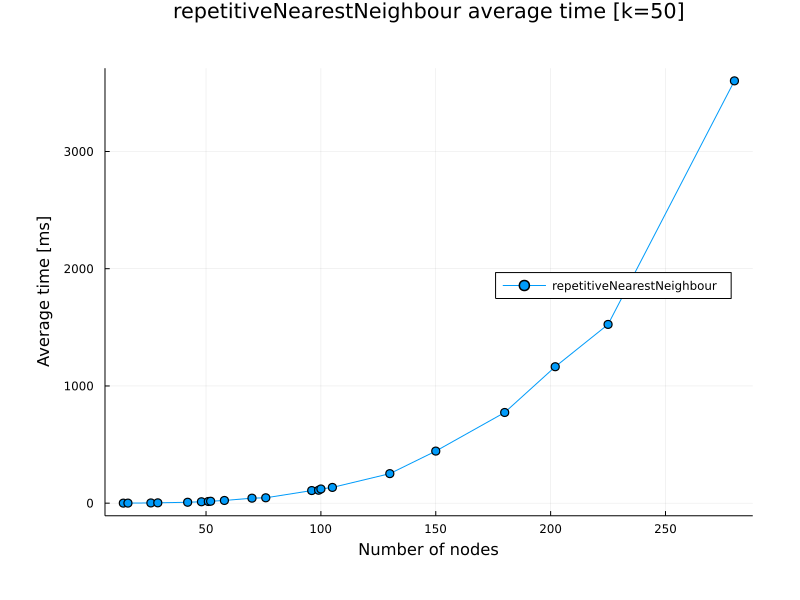 repetitiveNearestNeighbour average time [k=50]
3000
2000
1000
0
Average time [ms]
repetitiveNearestNeighbour
50
100
150
200
250
Number of nodes